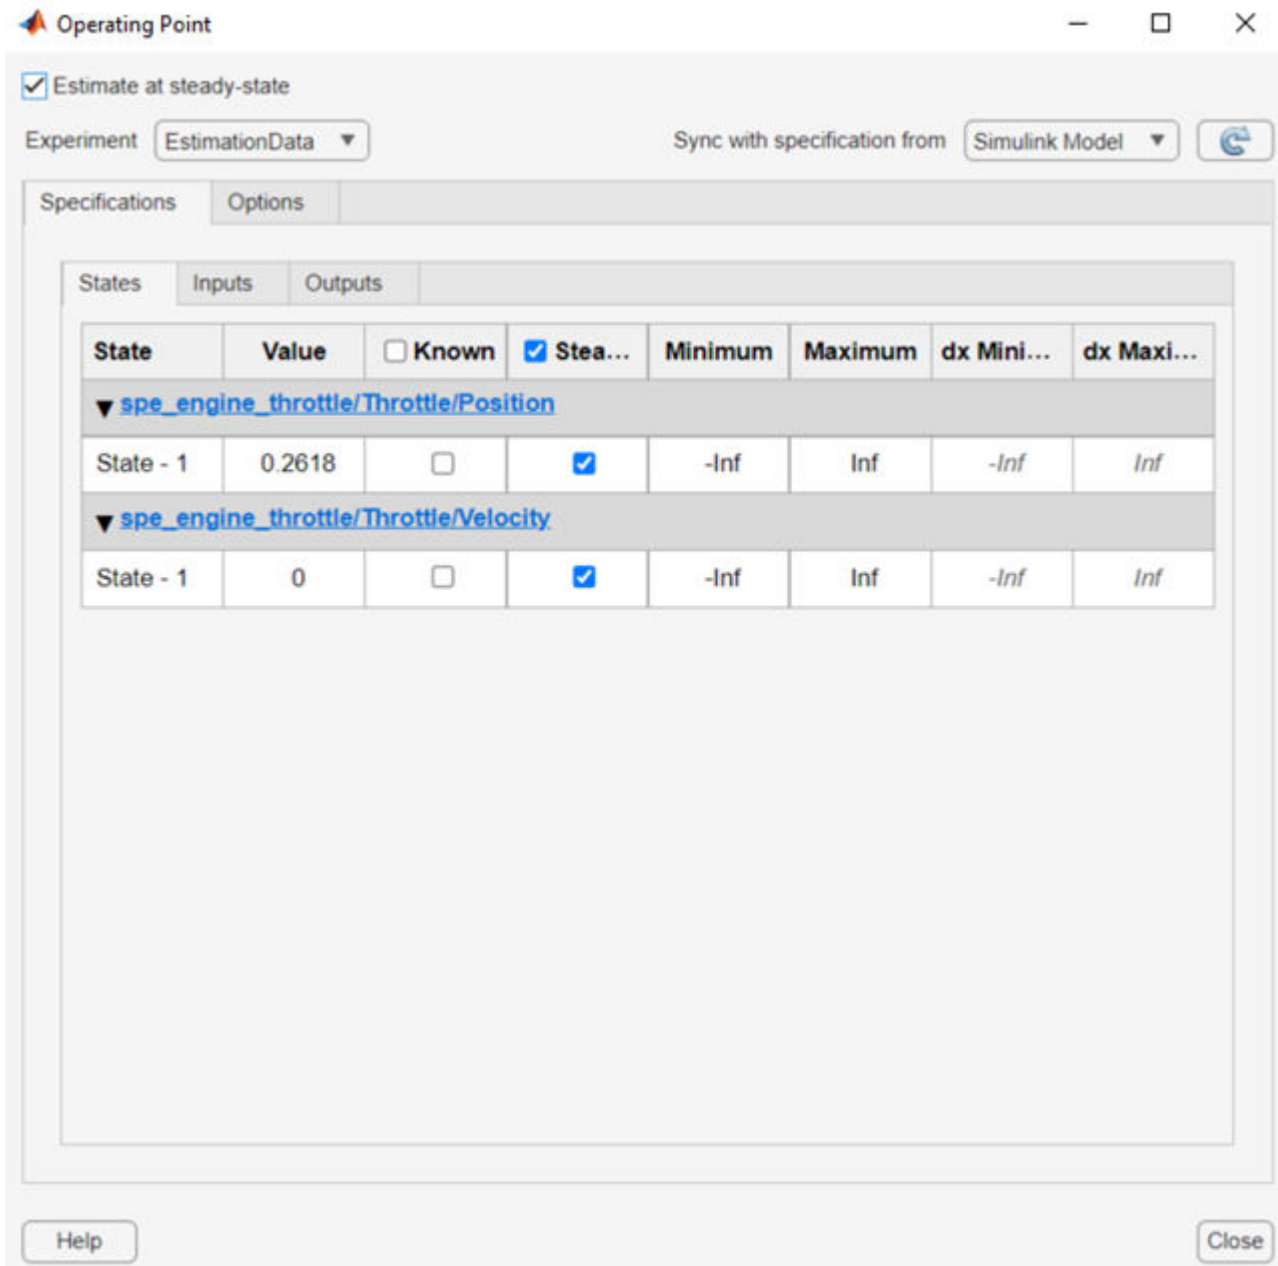 Operating Point
Estimate at steady-state
Experiment EstimationData Sync with specification from Simulink Model
Specifications Options
States Inputs Outputs
State Value Known Stea... Minimum Maximum dx Mini... dx Maxi...
spe_engine_throttle/Throttle/Position
State - 1 0.2618 -Inf Inf -Inf Inf
spe_engine_throttle/Throttle/Velocity
State - 1 0 -Inf Inf -Inf Inf
Help Close